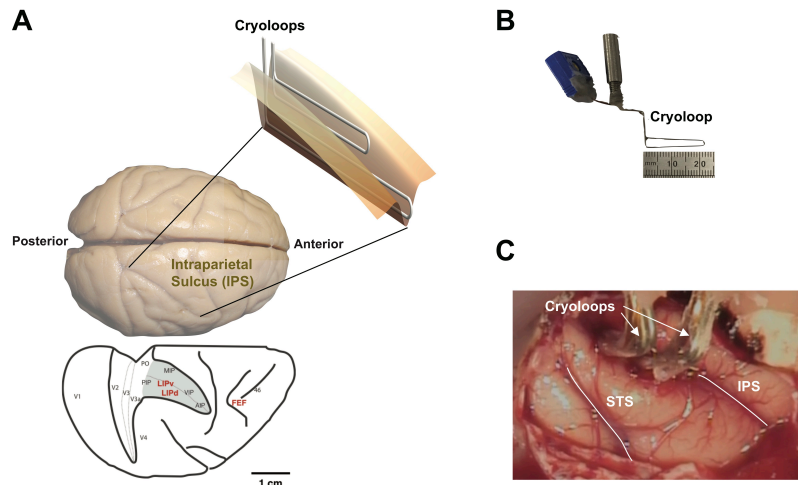 A
Cryoloops
Posterior
Anterior
Intraparietal
Sulcus (IPS)
PO
MIP
V1
V2
V3
V3a
PIP
LIPv
LIPd
VIP
AIP
V4
46
FEF
1 cm
B
Cryoloop
mm 10 20
C
Cryoloops
STS
IPS